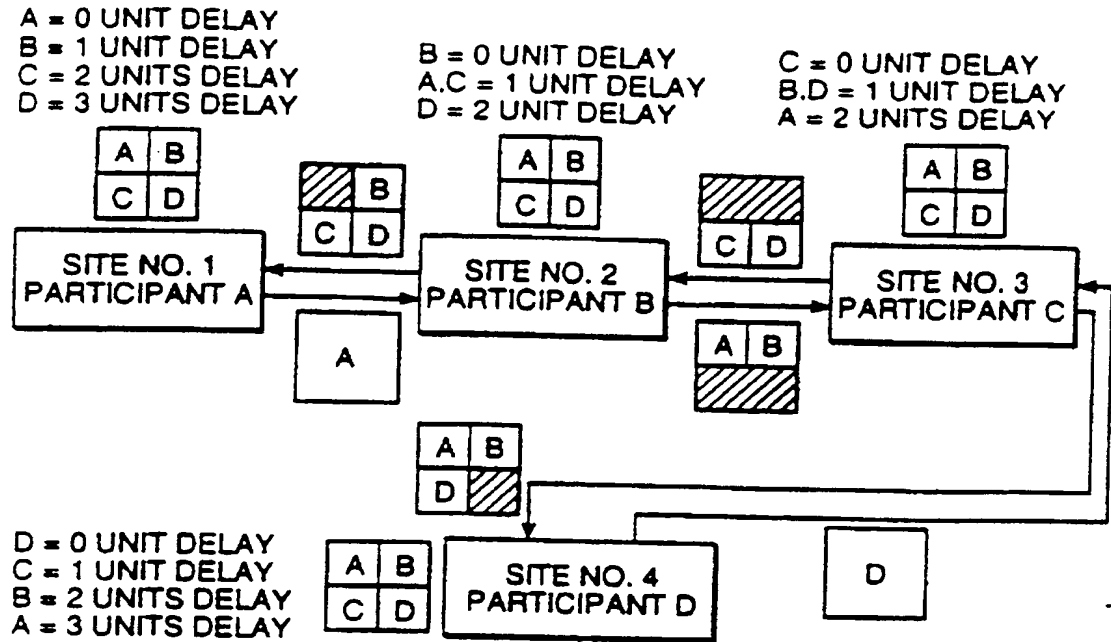 A = 0 UNIT DELAY
B = 1 UNIT DELAY
C = 2 UNITS DELAY
D = 3 UNITS DELAY
B = 0 UNIT DELAY
A.C = 1 UNIT DELAY
D = 2 UNIT DELAY
C = 0 UNIT DELAY
B.D = 1 UNIT DELAY
A = 2 UNITS DELAY
A B
C D
B
C D
A B
C D
C D
A B
C D
SITE NO. 1
PARTICIPANT A
SITE NO. 2
PARTICIPANT B
SITE NO. 3
PARTICIPANT C
A
A B
A B
D
D = 0 UNIT DELAY
C = 1 UNIT DELAY
B = 2 UNITS DELAY
A = 3 UNITS DELAY
A B
C D
SITE NO. 4
PARTICIPANT D
D